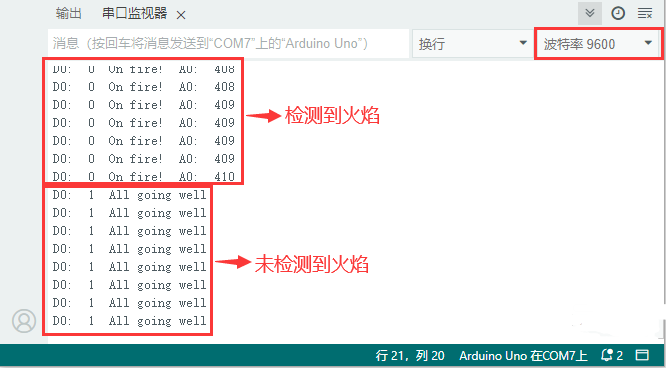 输出 串口监视器 ×
消息（按回车将消息发送到“COM7”上的“Arduino Uno”） 换行 波特率 9600
D0: 0 On fire! A0: 408
D0: 0 On fire! A0: 408
D0: 0 On fire! A0: 409
D0: 0 On fire! A0: 409
D0: 0 On fire! A0: 409
D0: 0 On fire! A0: 409
D0: 0 On fire! A0: 410
检测到火焰
D0: 1 All going well
D0: 1 All going well
D0: 1 All going well
D0: 1 All going well
D0: 1 All going well
D0: 1 All going well
D0: 1 All going well
D0: 1 All going well
未检测到火焰
行 21，列 20 Arduino Uno 在COM7上 2